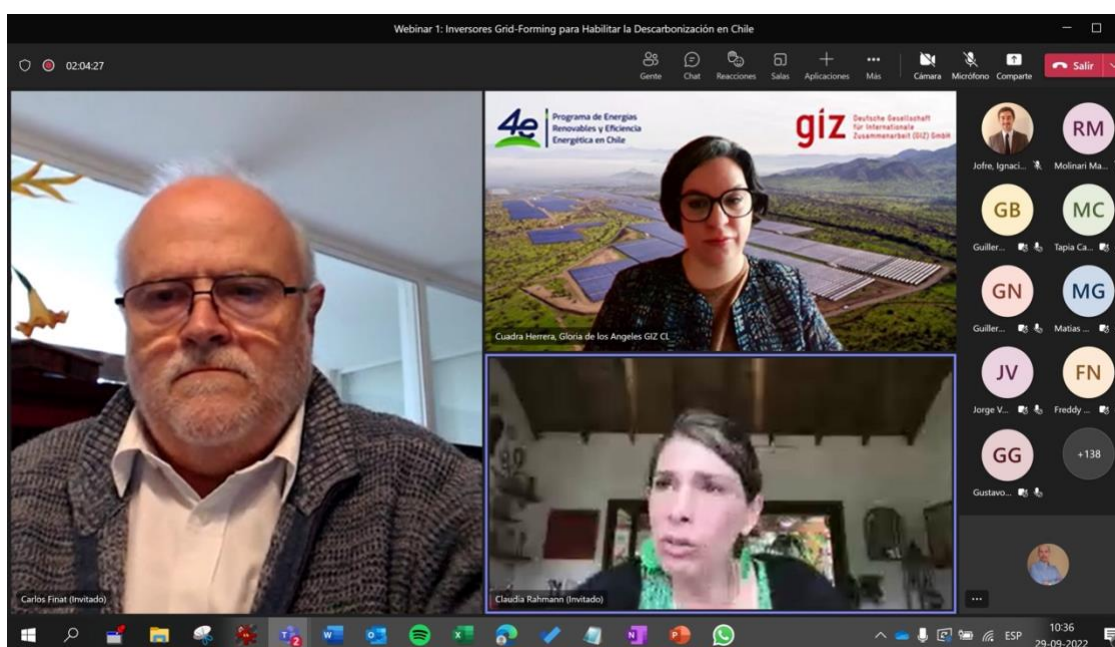 Webinar 1: Inversores Grid-Forming para Habilitar la Descarbonización en Chile
02:04:27
Gente
Chat
Reacciones
Salas
Aplicaciones
Más
Cámara
Micrófono
Comparte
Salir
4e
Programa de Energías
Renovables y Eficiencia
Energética en Chile
giz
Deutsche Gesellschaft
für Internationale
Zusammenarbeit (GIZ) GmbH
Cuadra Herrera, Gloria de los Angeles GIZ CL
Carlos Finat (Invitado)
Claudia Rahmann (Invitado)
Jofre, Ignaci...
RM
Molinari Ma...
GB
Guiller...
MC
Tapia Ca...
GN
Guiller...
MG
Matias ...
JV
Jorge V...
FN
Freddy ...
GG
Gustavo...
+138
...
2
ESP
10:36
29-09-2022